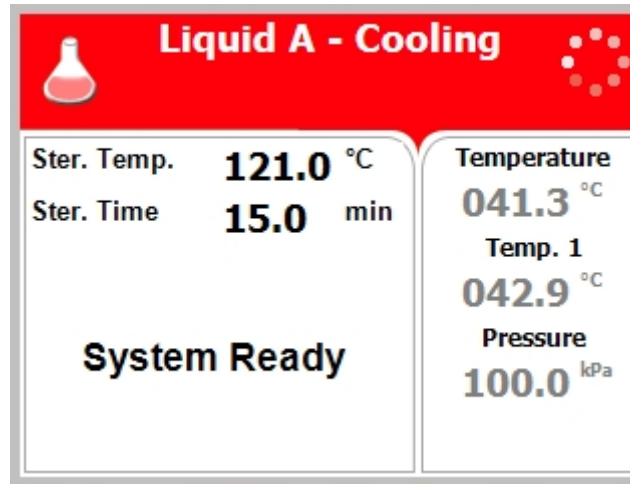 Liquid A - Cooling
Ster. Temp. 121.0 °C
Ster. Time 15.0 min
System Ready
Temperature
041.3 °C
Temp. 1
042.9 °C
Pressure
100.0 kPa